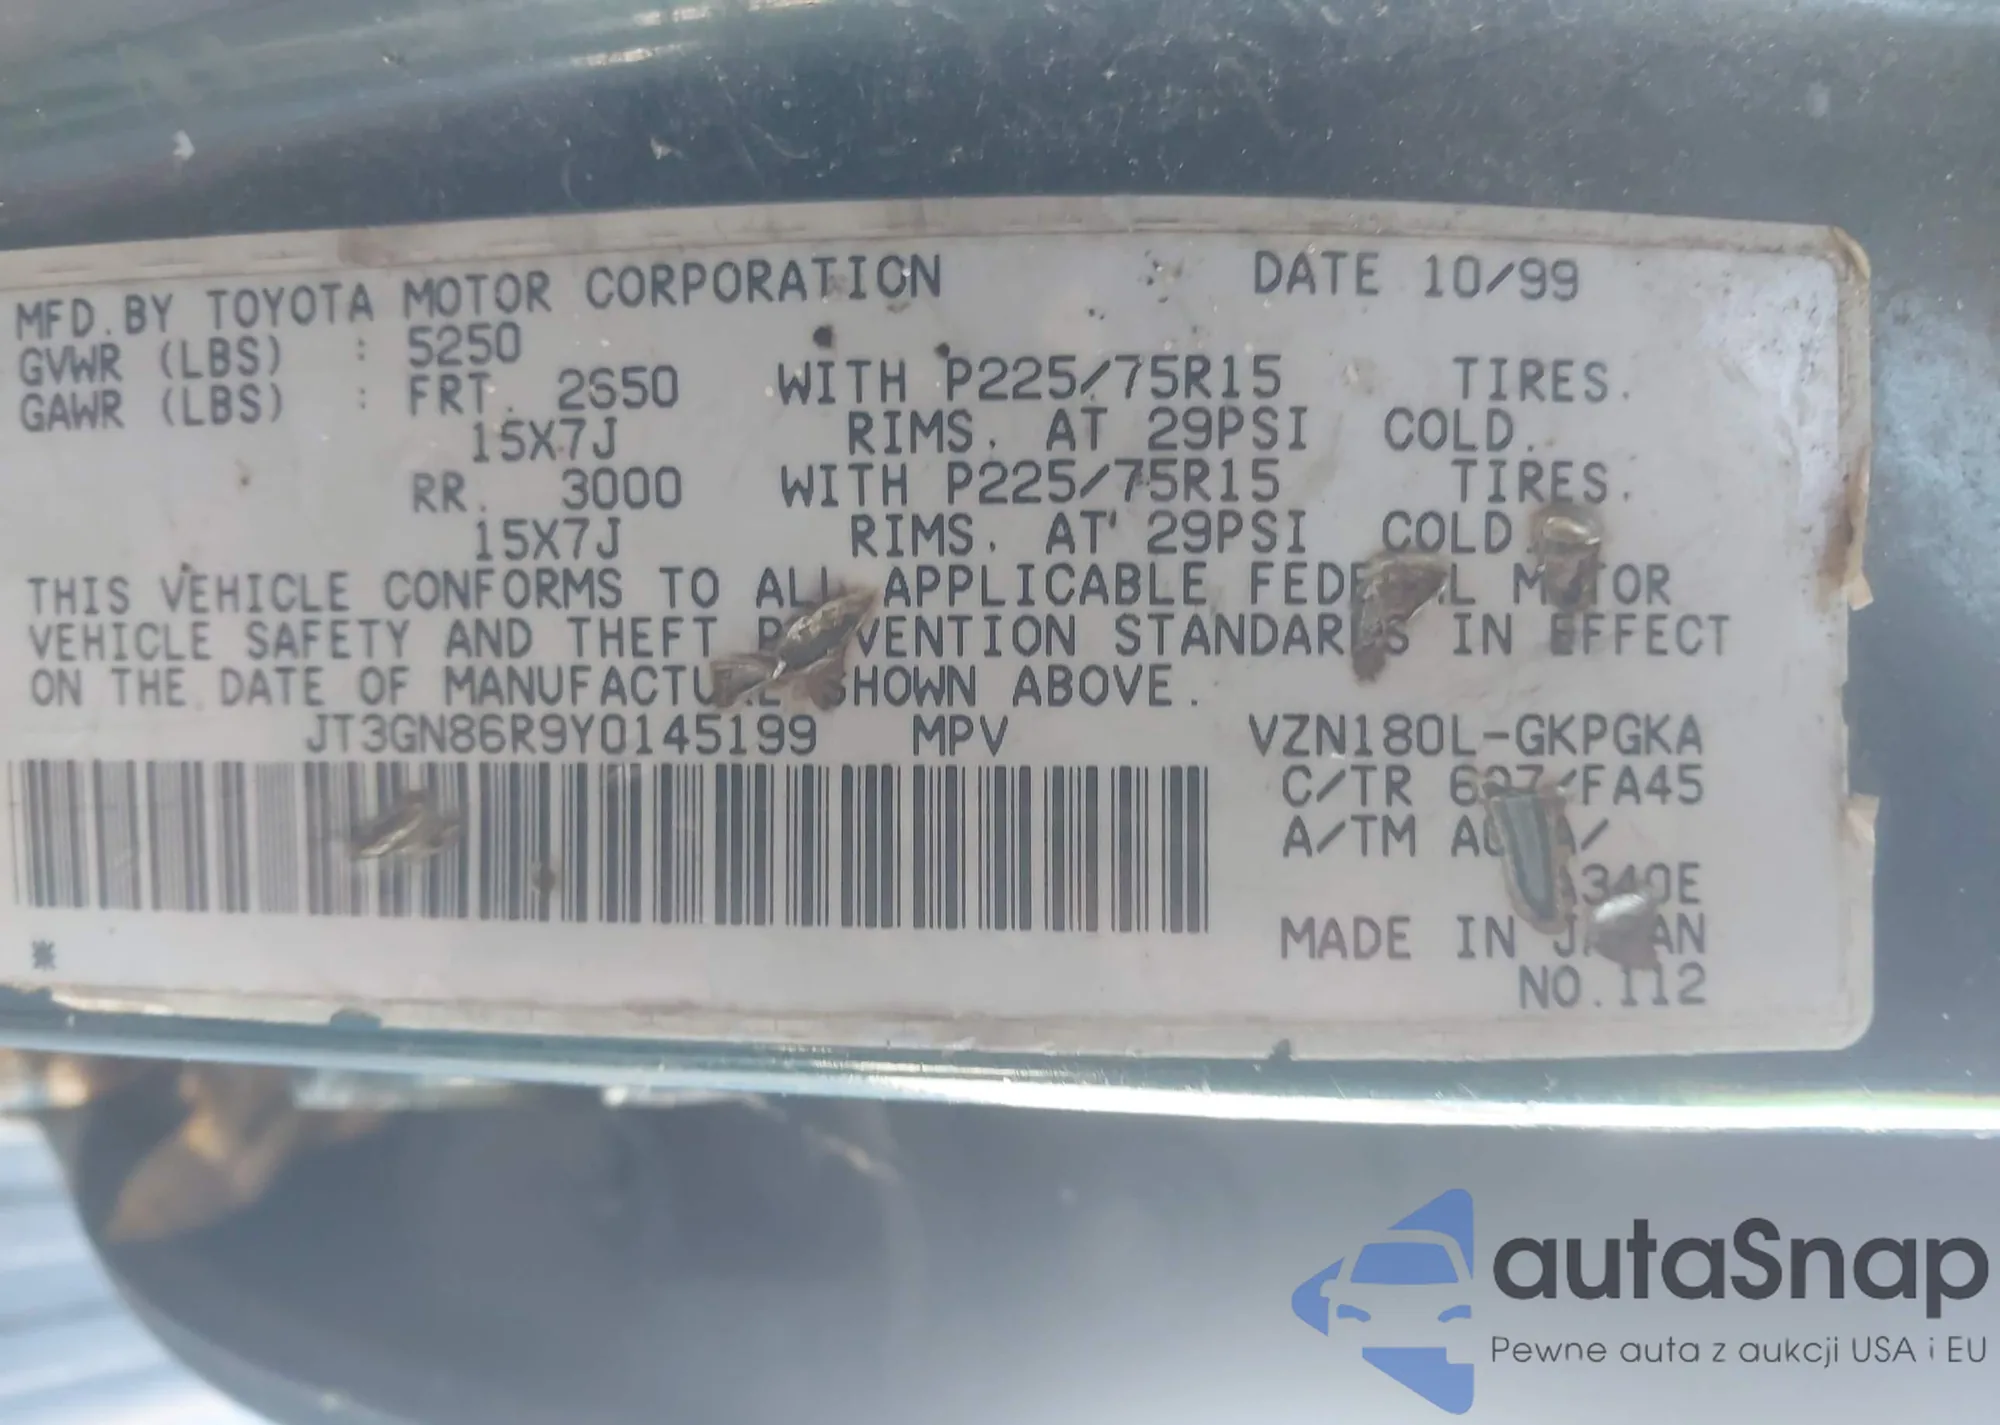 MFD.BY TOYOTA MOTOR CORPORATION DATE 10/99
GVWR (LBS) : 5250
GAWR (LBS) : FRT. 2650 WITH P225/75R15 TIRES.
15X7J RIMS. AT 29PSI COLD.
RR. 3000 WITH P225/75R15 TIRES.
15X7J RIMS. AT 29PSI COLD.
THIS VEHICLE CONFORMS TO ALL APPLICABLE FEDERAL MOTOR
VEHICLE SAFETY AND THEFT PREVENTION STANDARDS IN EFFECT
ON THE DATE OF MANUFACTURE SHOWN ABOVE.
JT3GN86R9Y0145199 MPV VZN180L-GKPGKA
C/TR /FA45
A/TM
MADE IN JAPAN
NO.112
autaSnap
Pewne auta z aukcji USA i EU